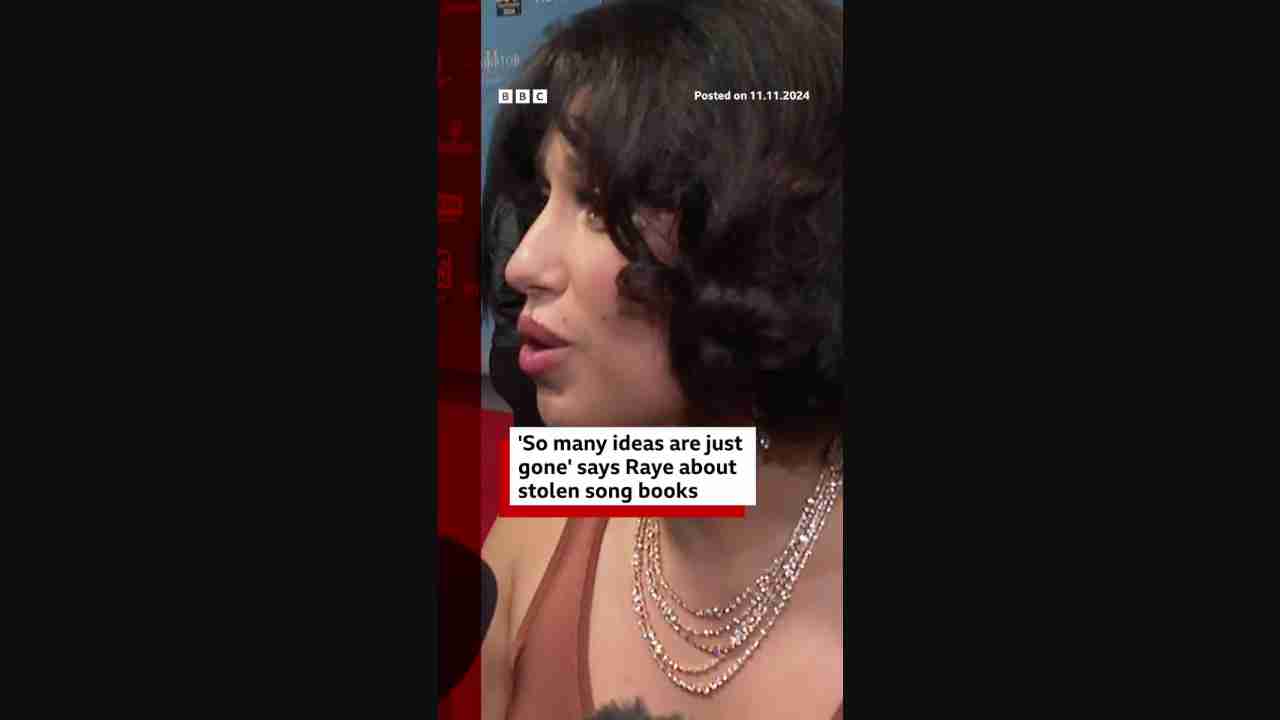 BBC
Posted on 11.11.2024
'So many ideas are just
gone' says Raye about
stolen song books